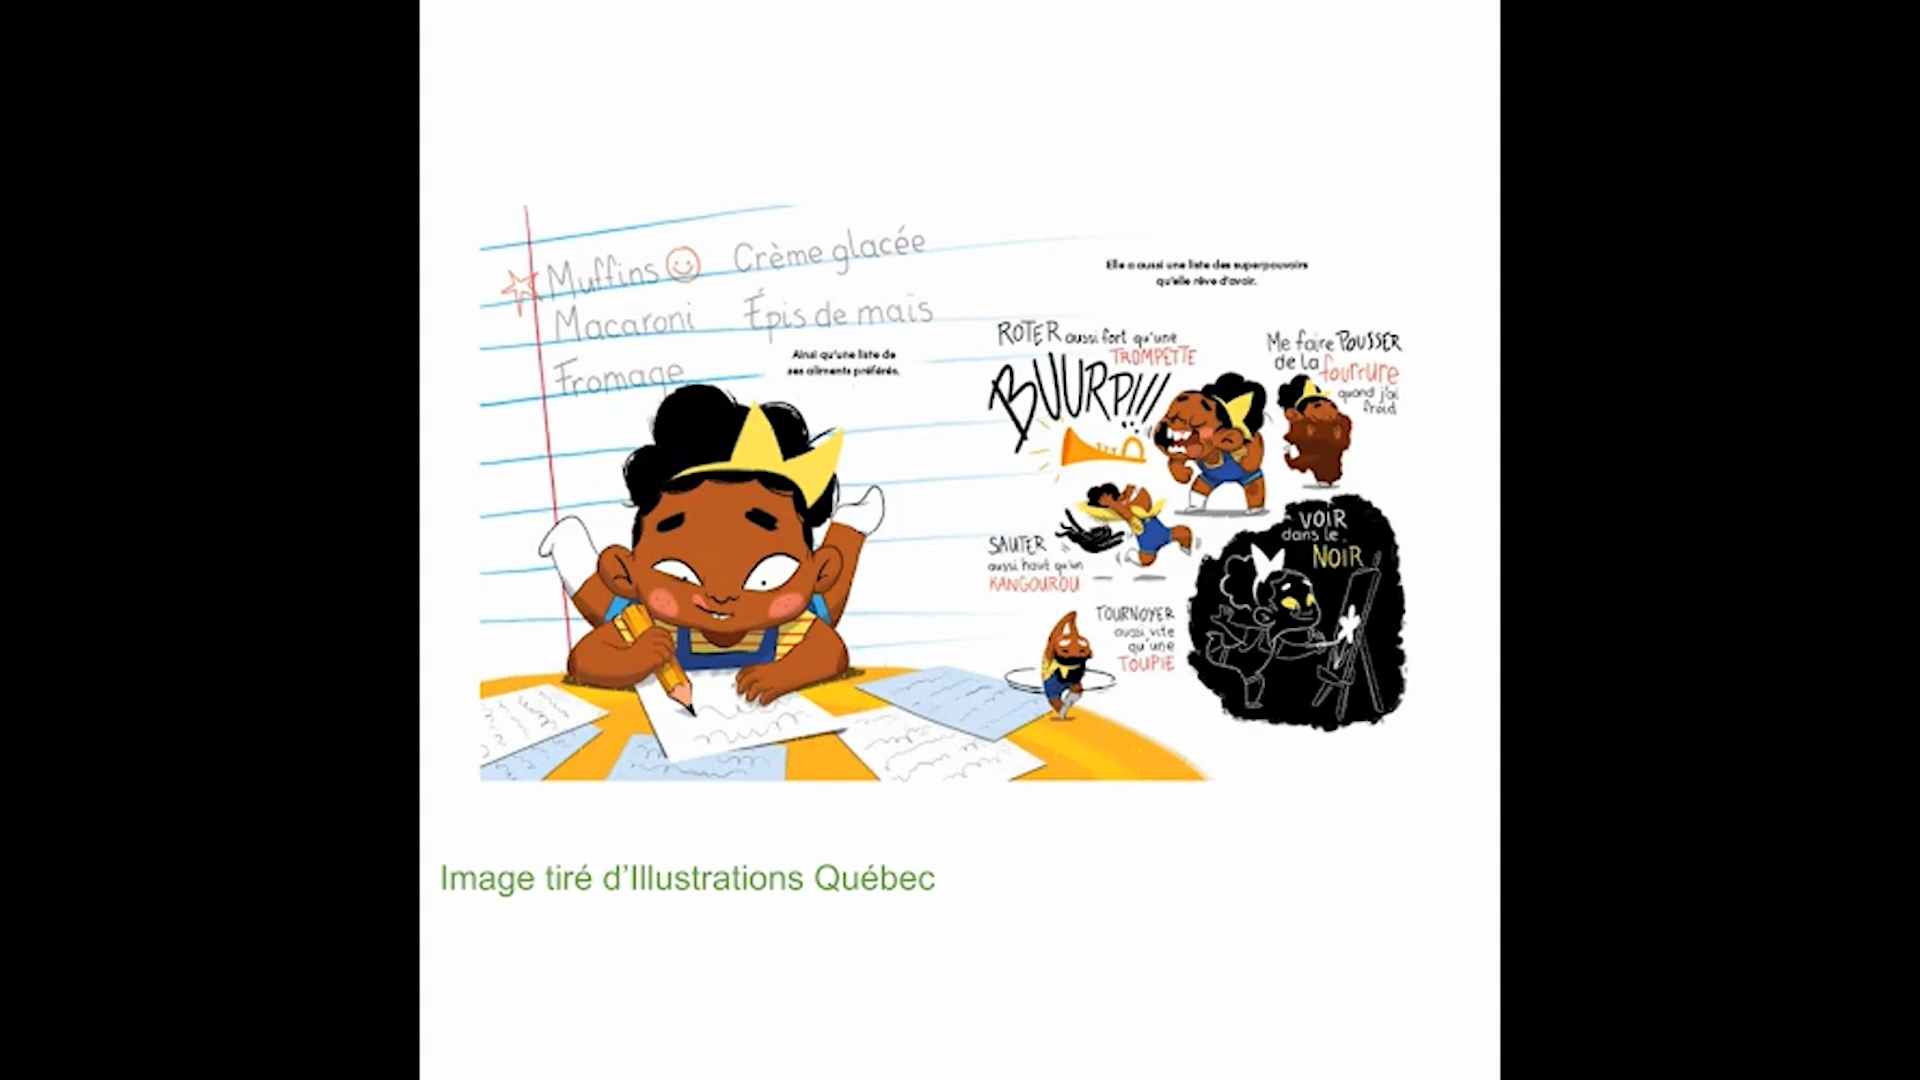 Muffins Crème glacée
Macaroni Épis de maïs
Fromage
Ainsi qu'une liste de
ses aliments préférés.
Elle a aussi une liste des superpouvoirs
qu'elle rêve d'avoir.
ROTER aussi fort qu'une
TROMPETTE
BUURP!!!
Me faire POUSSER
de la fourrure
quand j'ai
froid
SAUTER
aussi haut qu'un
KANGOUROU
TOURNOYER
aussi vite
qu'une
TOUPIE
VOIR
dans le
NOIR
Image tiré d'Illustrations Québec